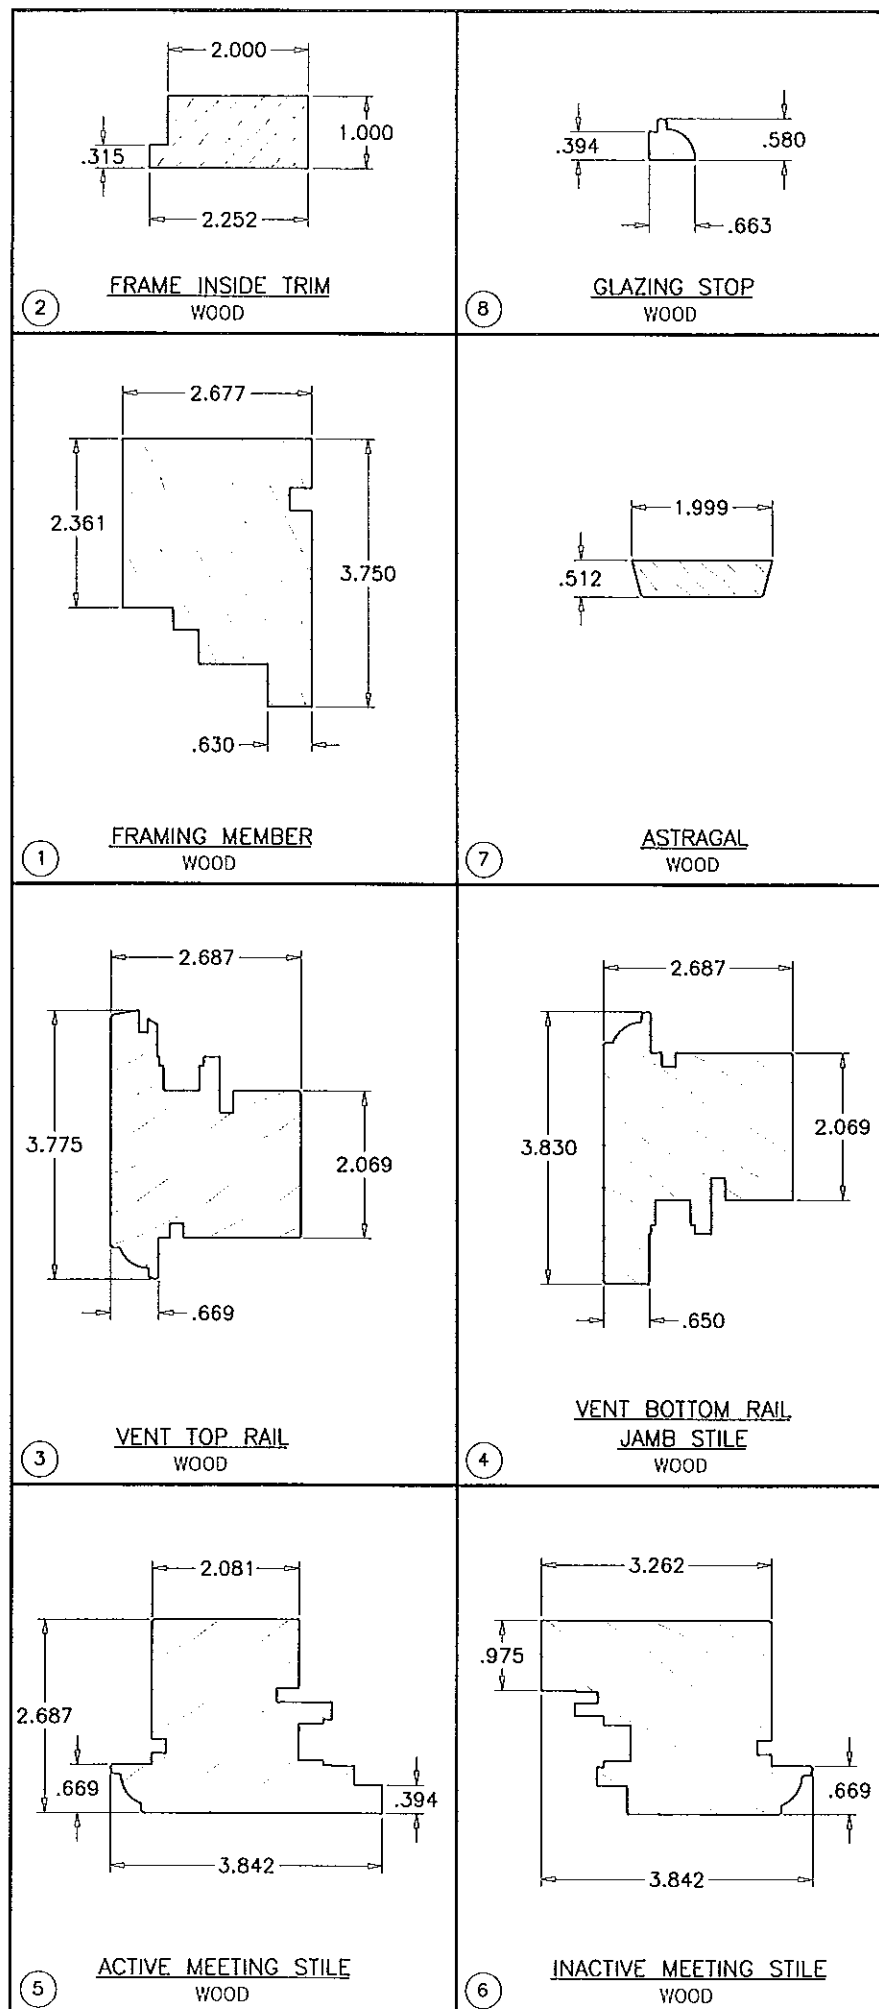 2.000
1.000
.315
2.252
FRAME INSIDE TRIM
WOOD
2
.394
.580
.663
GLAZING STOP
WOOD
8
2.677
2.361
3.750
.630
FRAMING MEMBER
WOOD
1
1.999
.512
ASTRAGAL
WOOD
7
2.687
3.775
2.069
.669
VENT TOP RAIL
WOOD
3
2.687
3.830
2.069
.650
VENT BOTTOM RAIL
JAMB STILE
WOOD
4
2.081
2.687
.669
.394
3.842
ACTIVE MEETING STILE
WOOD
5
3.262
.975
.669
3.842
INACTIVE MEETING STILE
WOOD
6